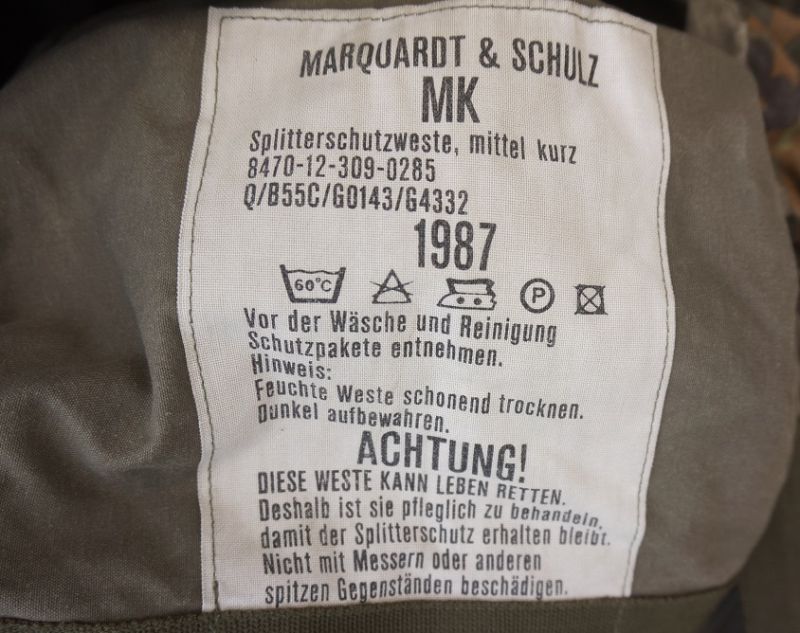 MARQUARDT & SCHULZ
MK
Splitterschutzweste, mittel kurz
8470-12-309-0285
Q/B55C/G0143/G4332
1987
60°C P
Vor der Wäsche und Reinigung
Schutzpakete entnehmen.
Hinweis:
Feuchte Weste schonend trocknen.
Dunkel aufbewahren.
ACHTUNG!
DIESE WESTE KANN LEBEN RETTEN.
Deshalb ist sie pfleglich zu behandeln,
damit der Splitterschutz erhalten bleibt.
Nicht mit Messern oder anderen
spitzen Gegenständen beschädigen.